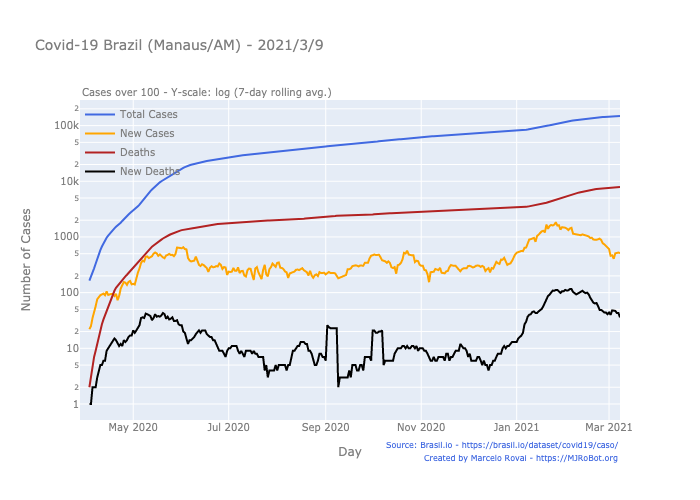 Covid-19 Brazil (Manaus/AM) - 2021/3/9
Cases over 100 - Y-scale: log (7-day rolling avg.)
Total Cases
New Cases
Deaths
New Deaths
2
100k
5
2
10k
5
2
1000
5
2
100
5
2
10
5
2
1
Number of Cases
May 2020
Jul 2020
Sep 2020
Nov 2020
Jan 2021
Mar 2021
Day
Source: Brasil.io - https://brasil.io/dataset/covid19/caso/
Created by Marcelo Rovai - https://MJRoBot.org